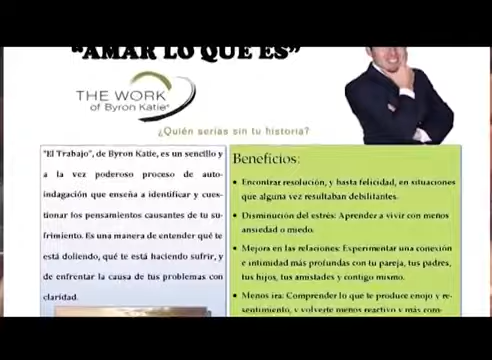 “AMAR LO QUE ES”
THE WORK
of Byron Katie®
¿Quién serías sin tu historia?
“El Trabajo”, de Byron Katie, es un sencillo y
a la vez poderoso proceso de auto-
indagación que enseña a identificar y cues-
tionar los pensamientos causantes de tu su-
frimiento. Es una manera de entender qué te
está doliendo, qué te está haciendo sufrir, y
de enfrentar la causa de tus problemas con
claridad.
Beneficios:
• Encontrar resolución, y hasta felicidad, en situaciones
que alguna vez resultaban debilitantes.
• Disminución del estrés: Aprender a vivir con menos
ansiedad o miedo.
• Mejora en las relaciones: Experimentar una conexión
e intimidad más profundas con tu pareja, tus padres,
tus hijos, tus amistades y contigo mismo.
• Menos ira: Comprender lo que te produce enojo y re-
sentimiento, y volverte menos reactivo y más com-